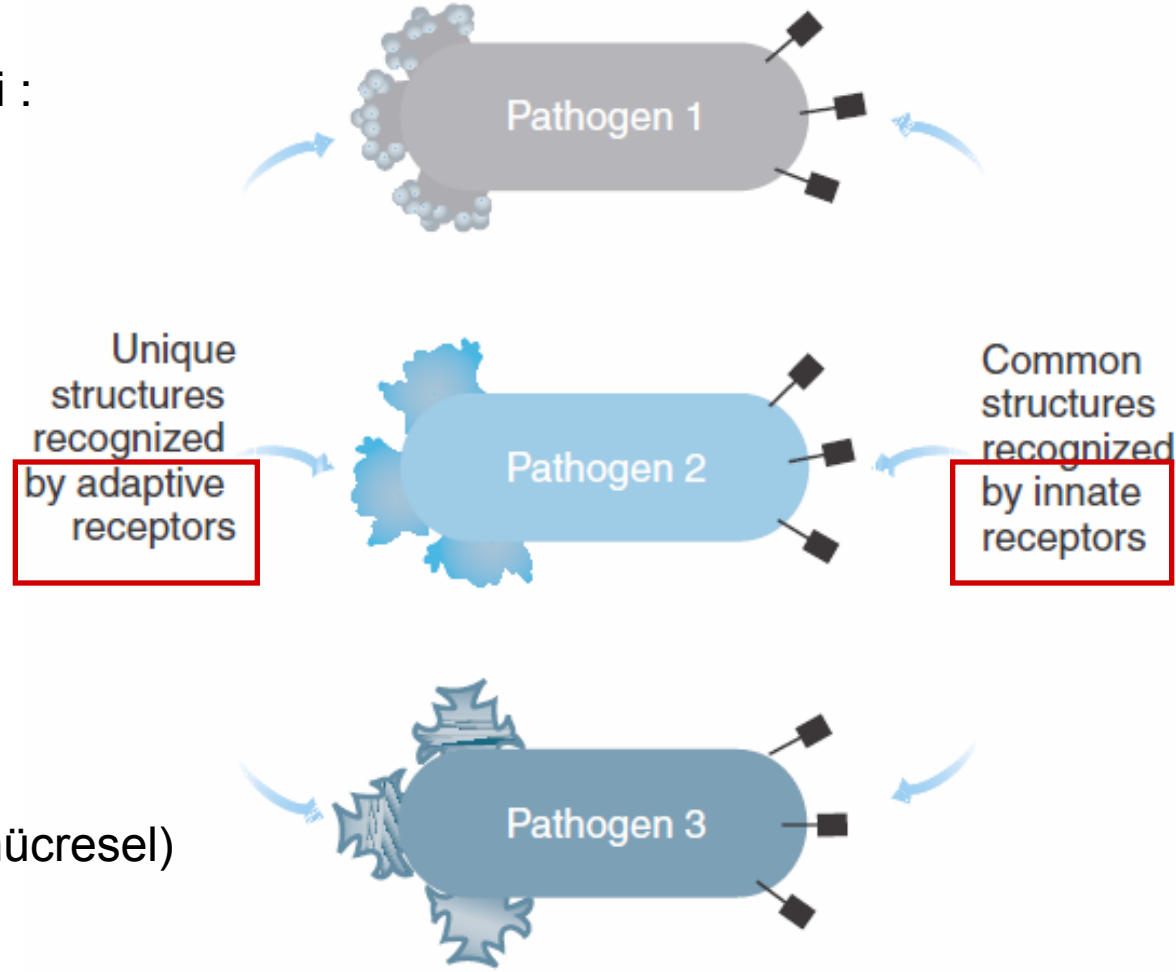 i :
Pathogen 1
Unique
structures
recognized
by adaptive
receptors
Pathogen 2
Common
structures
recognized
by innate
receptors
Pathogen 3
ücresel)